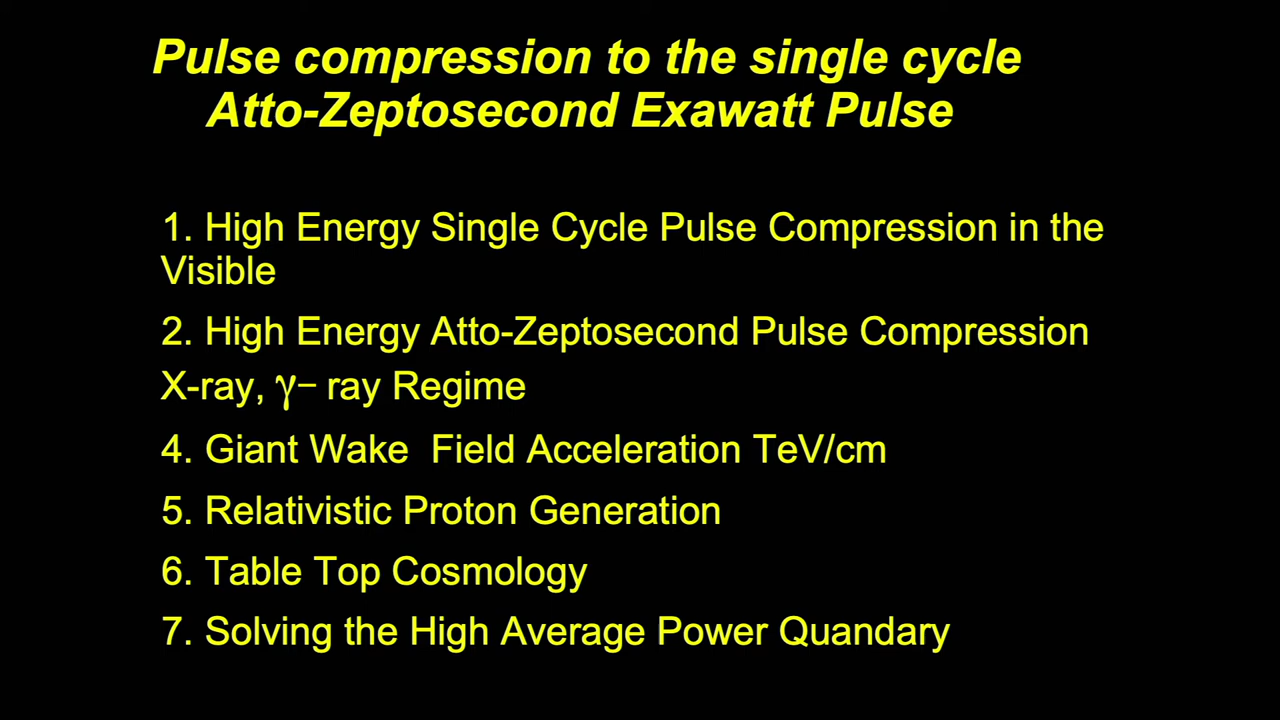 Pulse compression to the single cycle
Atto-Zeptosecond Exawatt Pulse
1. High Energy Single Cycle Pulse Compression in the
Visible
2. High Energy Atto-Zeptosecond Pulse Compression
X-ray, γ– ray Regime
4. Giant Wake  Field Acceleration TeV/cm
5. Relativistic Proton Generation
6. Table Top Cosmology
7. Solving the High Average Power Quandary